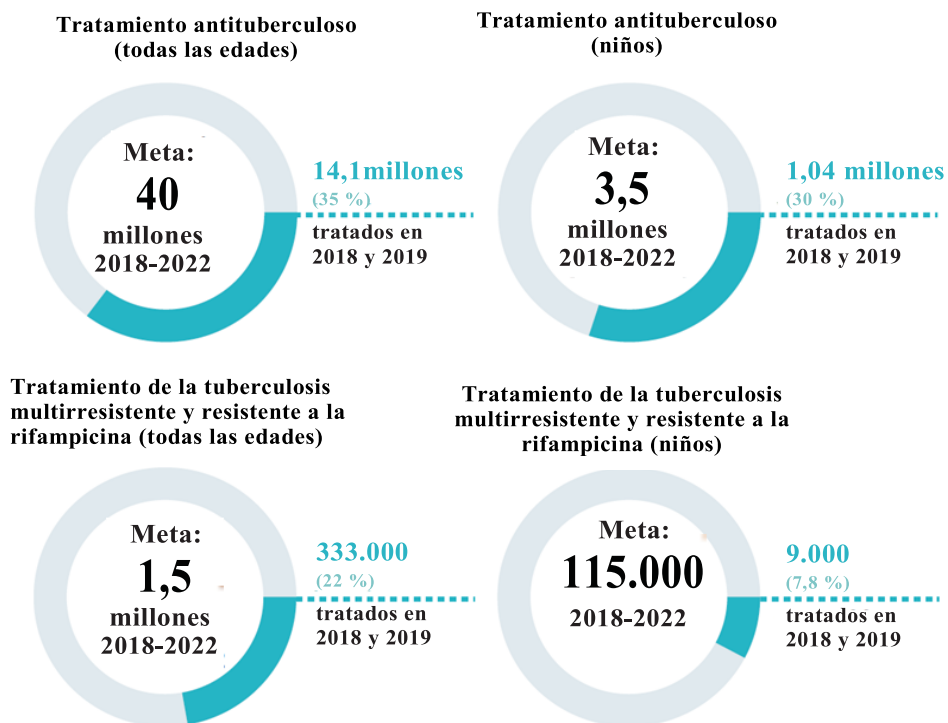 Tratamiento antituberculoso
(todas las edades)
Meta:
40
millones
2018-2022
14,1millones
(35 %)
tratados en
2018 y 2019
Tratamiento antituberculoso
(niños)
Meta:
3,5
millones
2018-2022
1,04 millones
(30 %)
tratados en
2018 y 2019
Tratamiento de la tuberculosis
multirresistente y resistente a la
rifampicina (todas las edades)
Meta:
1,5
millones
2018-2022
333.000
(22 %)
tratados en
2018 y 2019
Tratamiento de la tuberculosis
multirresistente y resistente a la
rifampicina (niños)
Meta:
115.000
2018-2022
9.000
(7,8 %)
tratados en
2018 y 2019